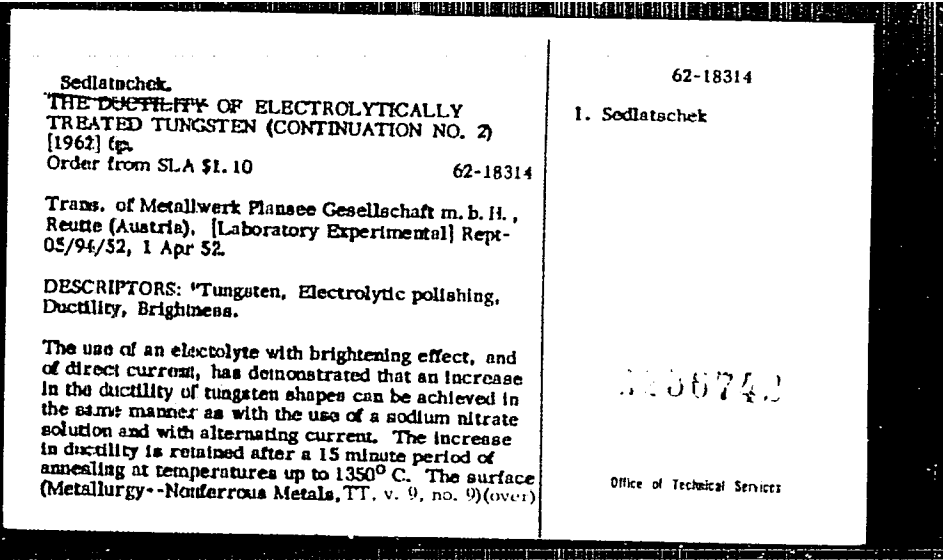 Sedlatschek.
THE DUCTILITY OF ELECTROLYTICALLY
TREATED TUNGSTEN (CONTINUATION NO. 2)
[1962]
Order from SLA $1.10 62-18314
Trans. of Metallwerk Plansee Gesellschaft m. b. H.,
Reutte (Austria). [Laboratory Experimental] Rept-
05/94/52, 1 Apr 52.
DESCRIPTORS: *Tungsten, Electrolytic polishing,
Ductility, Brightness.
The use of an electolyte with brightening effect, and
of direct current, has demonstrated that an increase
in the ductility of tungsten shapes can be achieved in
the same manner as with the use of a sodium nitrate
solution and with alternating current. The increase
in ductility is retained after a 15 minute period of
annealing at temperatures up to 1350° C. The surface
(Metallurgy--Nonferrous Metals, TT, v. 9, no. 9)(over)
62-18314
I. Sedlatschek
Office of Technical Services